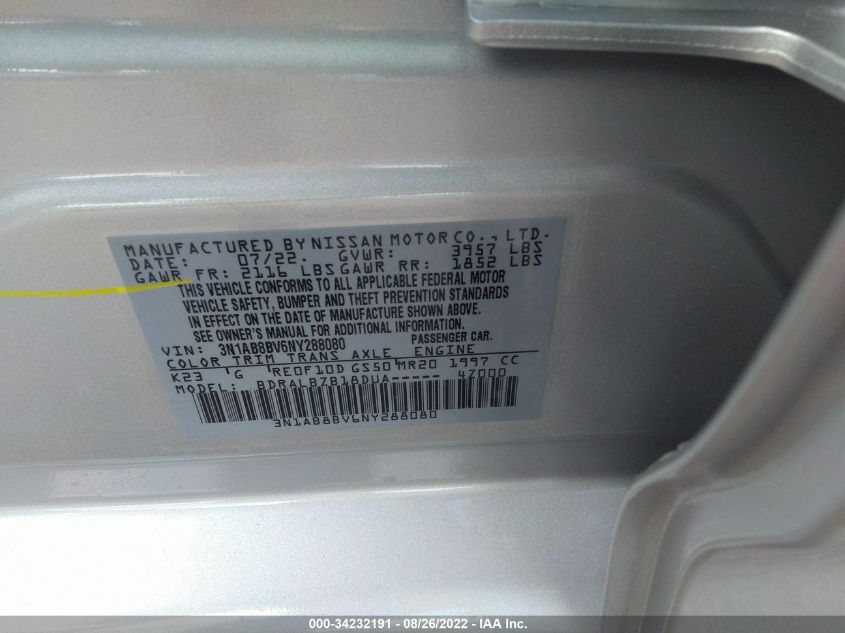 MANUFACTURED BY NISSAN MOTOR CO., LTD.
DATE: 07/22. GVWR: 3957 LBS
GAWR FR: 2116 LBS GAWR RR: 1852 LBS
THIS VEHICLE CONFORMS TO ALL APPLICABLE FEDERAL MOTOR
VEHICLE SAFETY, BUMPER AND THEFT PREVENTION STANDARDS
IN EFFECT ON THE DATE OF MANUFACTURE SHOWN ABOVE.
SEE OWNER'S MANUAL FOR ADDITIONAL INFORMATION.
VIN: 3N1AB8BV6NY288080 PASSENGER CAR.
COLOR TRIM TRANS AXLE ENGINE
K23 G RE0F10D GS50 MR20 1997 CC
MODEL: BDRALBZB18DUA - - - - - 4Z000
3N1AB8BV6NY288080
000-34232191 - 08/26/2022 - IAA Inc.